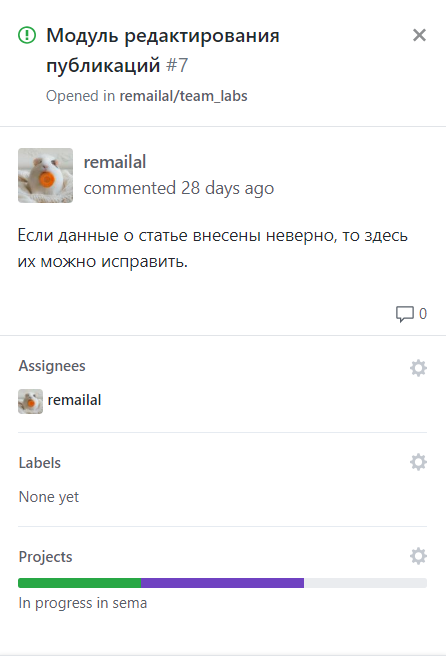 Модуль редактирования
публикаций #7
Opened in remailal/team_labs
remailal
commented 28 days ago
Если данные о статье внесены неверно, то здесь
их можно исправить.
0
Assignees
remailal
Labels
None yet
Projects
In progress in sema